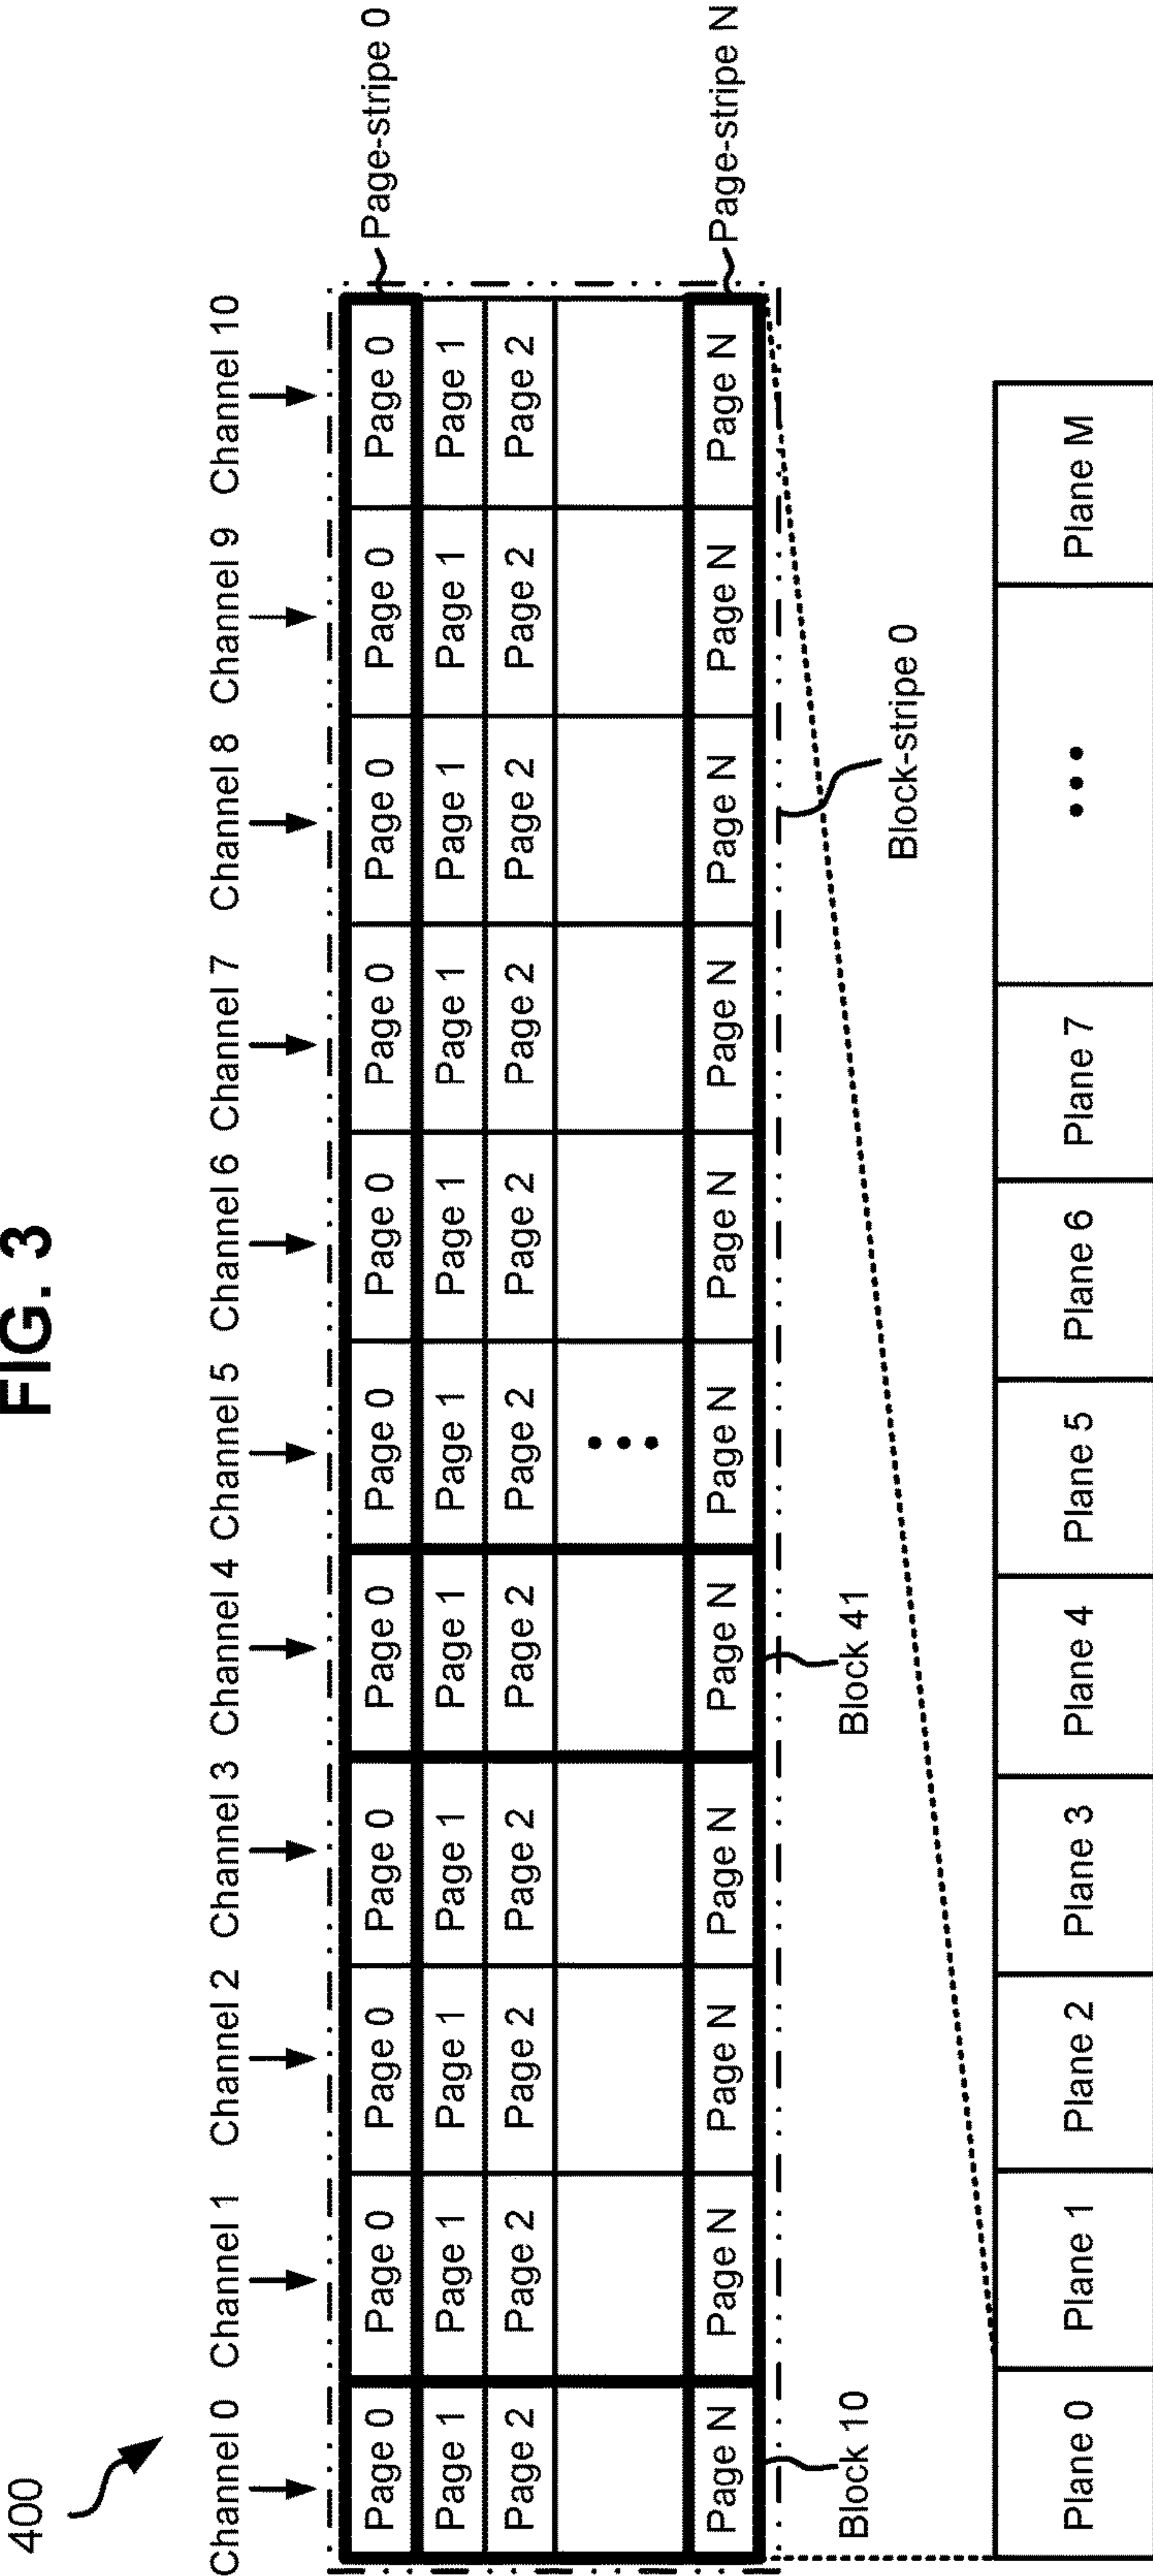 FIG. 3
400
Channel 0 Channel 1 Channel 2 Channel 3 Channel 4 Channel 5 Channel 6 Channel 7 Channel 8 Channel 9 Channel 10
Page 0 Page 0 Page 0 Page 0 Page 0 Page 0 Page 0 Page 0 Page 0 Page 0 Page 0 Page-stripe 0
Page 1 Page 1 Page 1 Page 1 Page 1 Page 1 Page 1 Page 1 Page 1 Page 1 Page 1
Page 2 Page 2 Page 2 Page 2 Page 2 Page 2 Page 2 Page 2 Page 2 Page 2 Page 2
•••
Page N Page N Page N Page N Page N Page N Page N Page N Page N Page N Page N Page-stripe N
Block 10 Block 41
Block-stripe 0
Plane 0 Plane 1 Plane 2 Plane 3 Plane 4 Plane 5 Plane 6 Plane 7 ••• Plane M